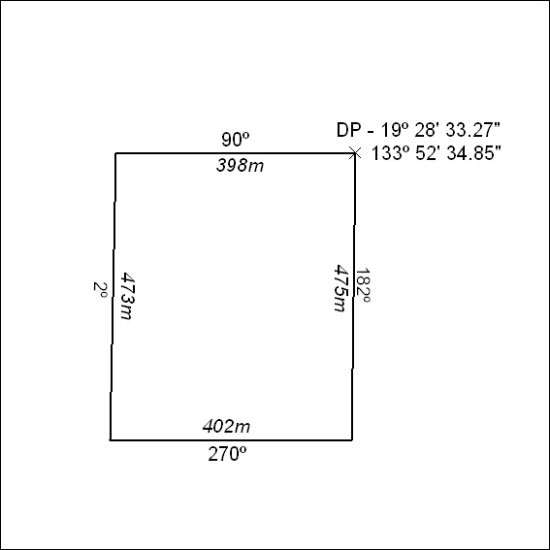 DP - 19º 28' 33.27"
90º
133º 52' 34.85"
398m
2º
473m
475m
182º
402m
270º